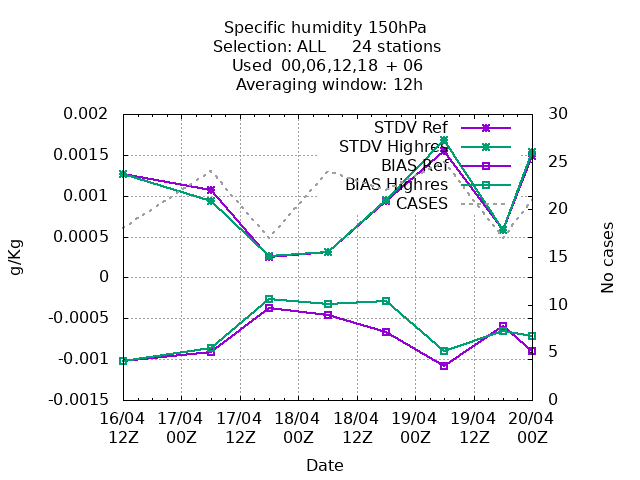 Specific humidity 150hPa
Selection: ALL     24 stations
Used  00,06,12,18 + 06
Averaging window: 12h
STDV Ref
STDV Highres
BIAS Ref
BIAS Highres
CASES
0.002
0.0015
0.001
0.0005
0
-0.0005
-0.001
-0.0015
g/Kg
30
25
20
15
10
5
0
No cases
16/04 17/04 17/04 18/04 18/04 19/04 19/04 20/04
12Z 00Z 12Z 00Z 12Z 00Z 12Z 00Z
Date